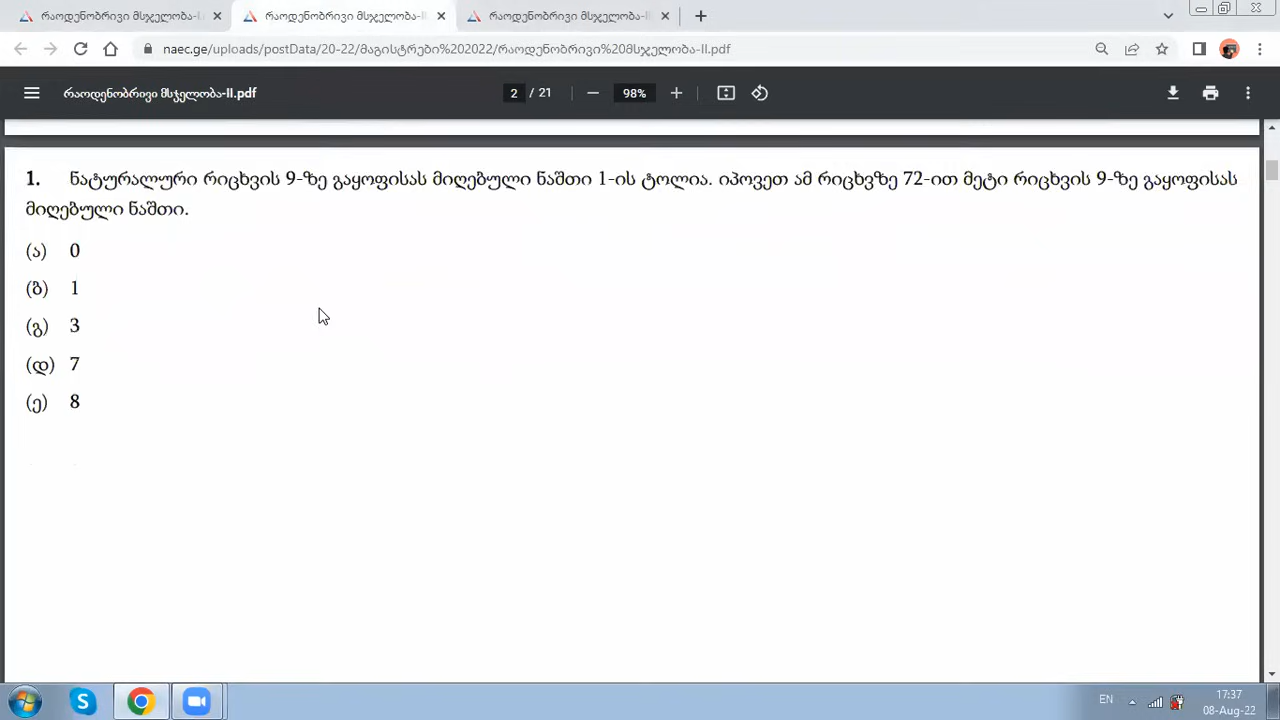 რაოდენობრივი მსჯელობა-
რაოდენობრივი მსჯელობა-II
რაოდენობრივი მსჯელობა-II
naec.ge/uploads/postData/20-22/მაგისტრები%202022/რაოდენობრივი%20მსჯელობა-II.pdf
რაოდენობრივი მსჯელობა-II.pdf
2 / 21
98%
1. ნატურალური რიცხვის 9-ზე გაყოფისას მიღებული ნაშთი 1-ის ტოლია. იპოვეთ ამ რიცხვზე 72-ით მეტი რიცხვის 9-ზე გაყოფისას
მიღებული ნაშთი.
(ა) 0
(ბ) 1
(გ) 3
(დ) 7
(ე) 8
EN
17:37
08-Aug-22